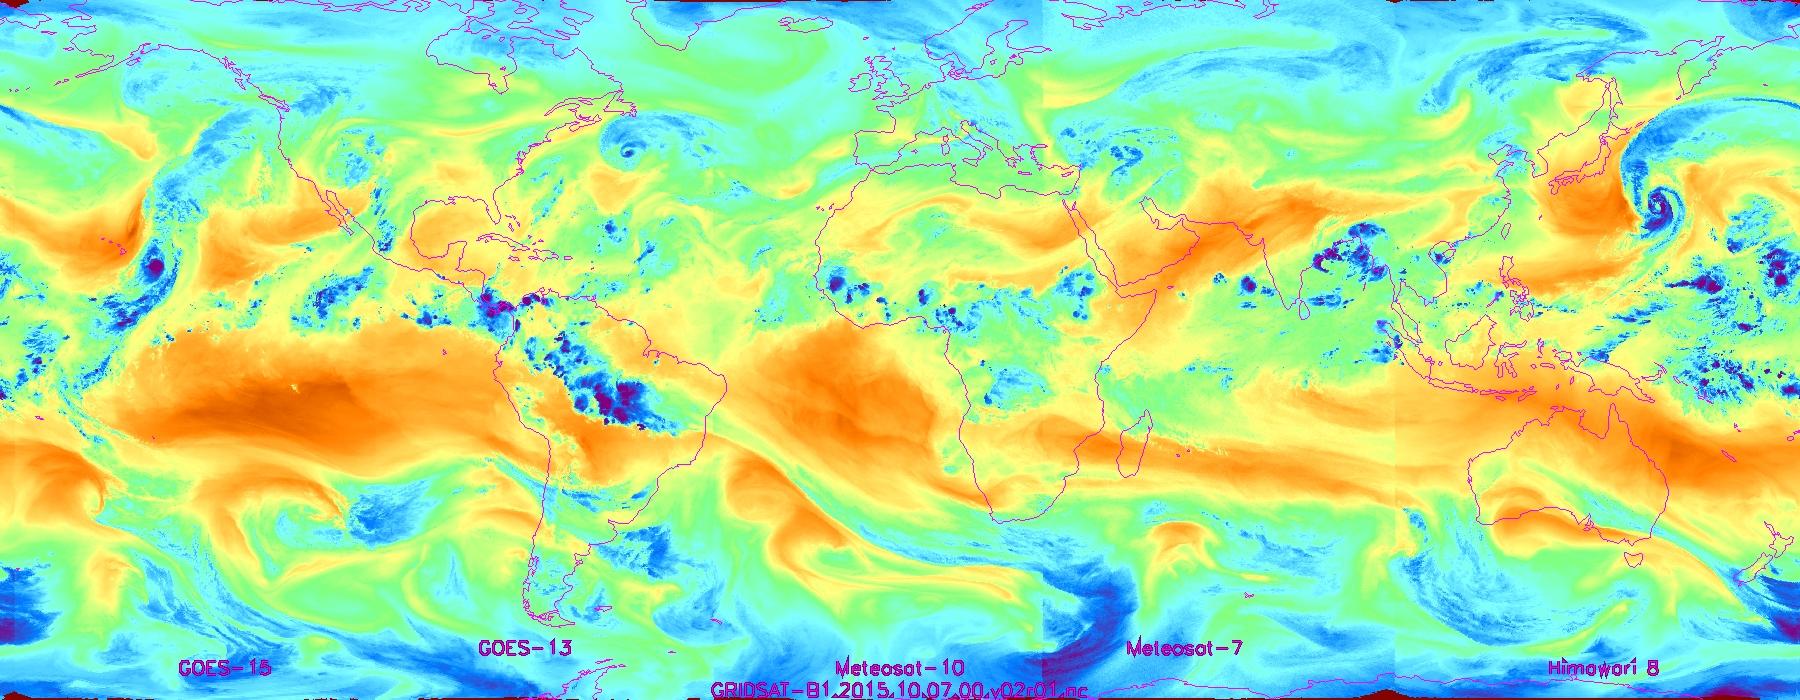 GOES-13
Meteosat-7
GOES-15
Meteosat-10
Himawari 8
GRIDSAT-B1.2015.10.07.00.v02r01.nc